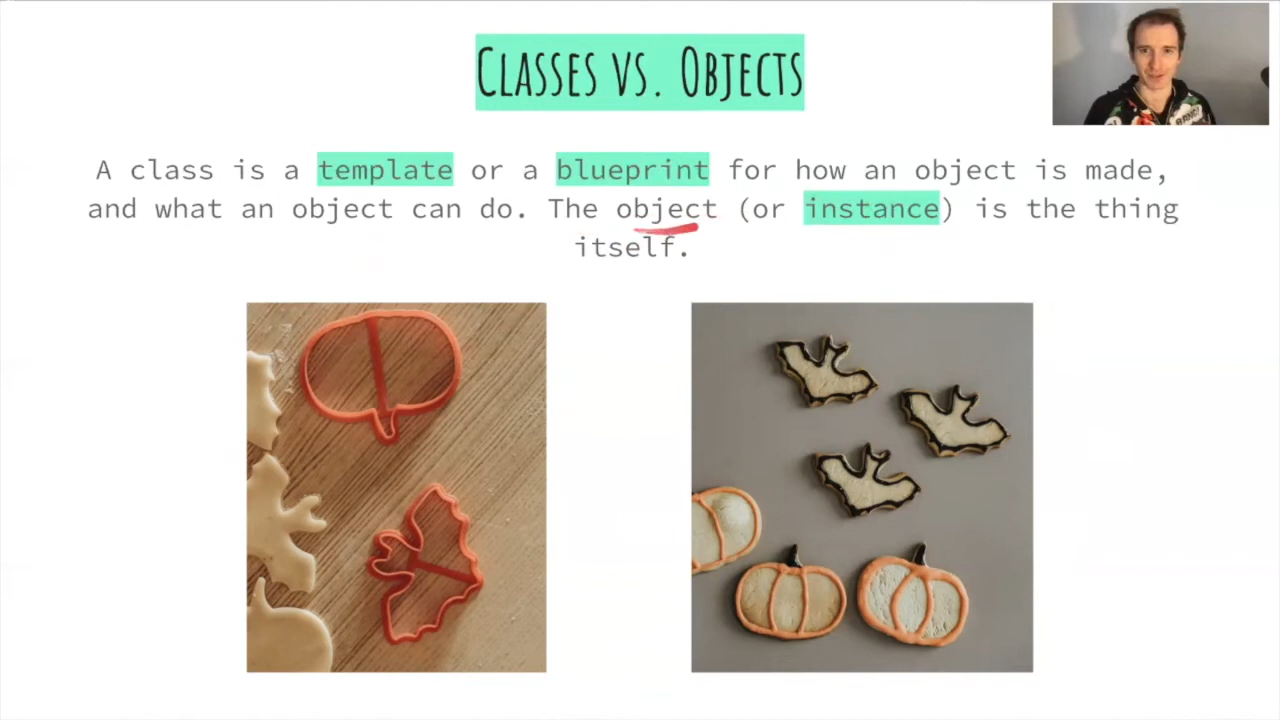 Classes vs. Objects
A class is a template or a blueprint for how an object is made,
and what an object can do. The object (or instance) is the thing
itself.